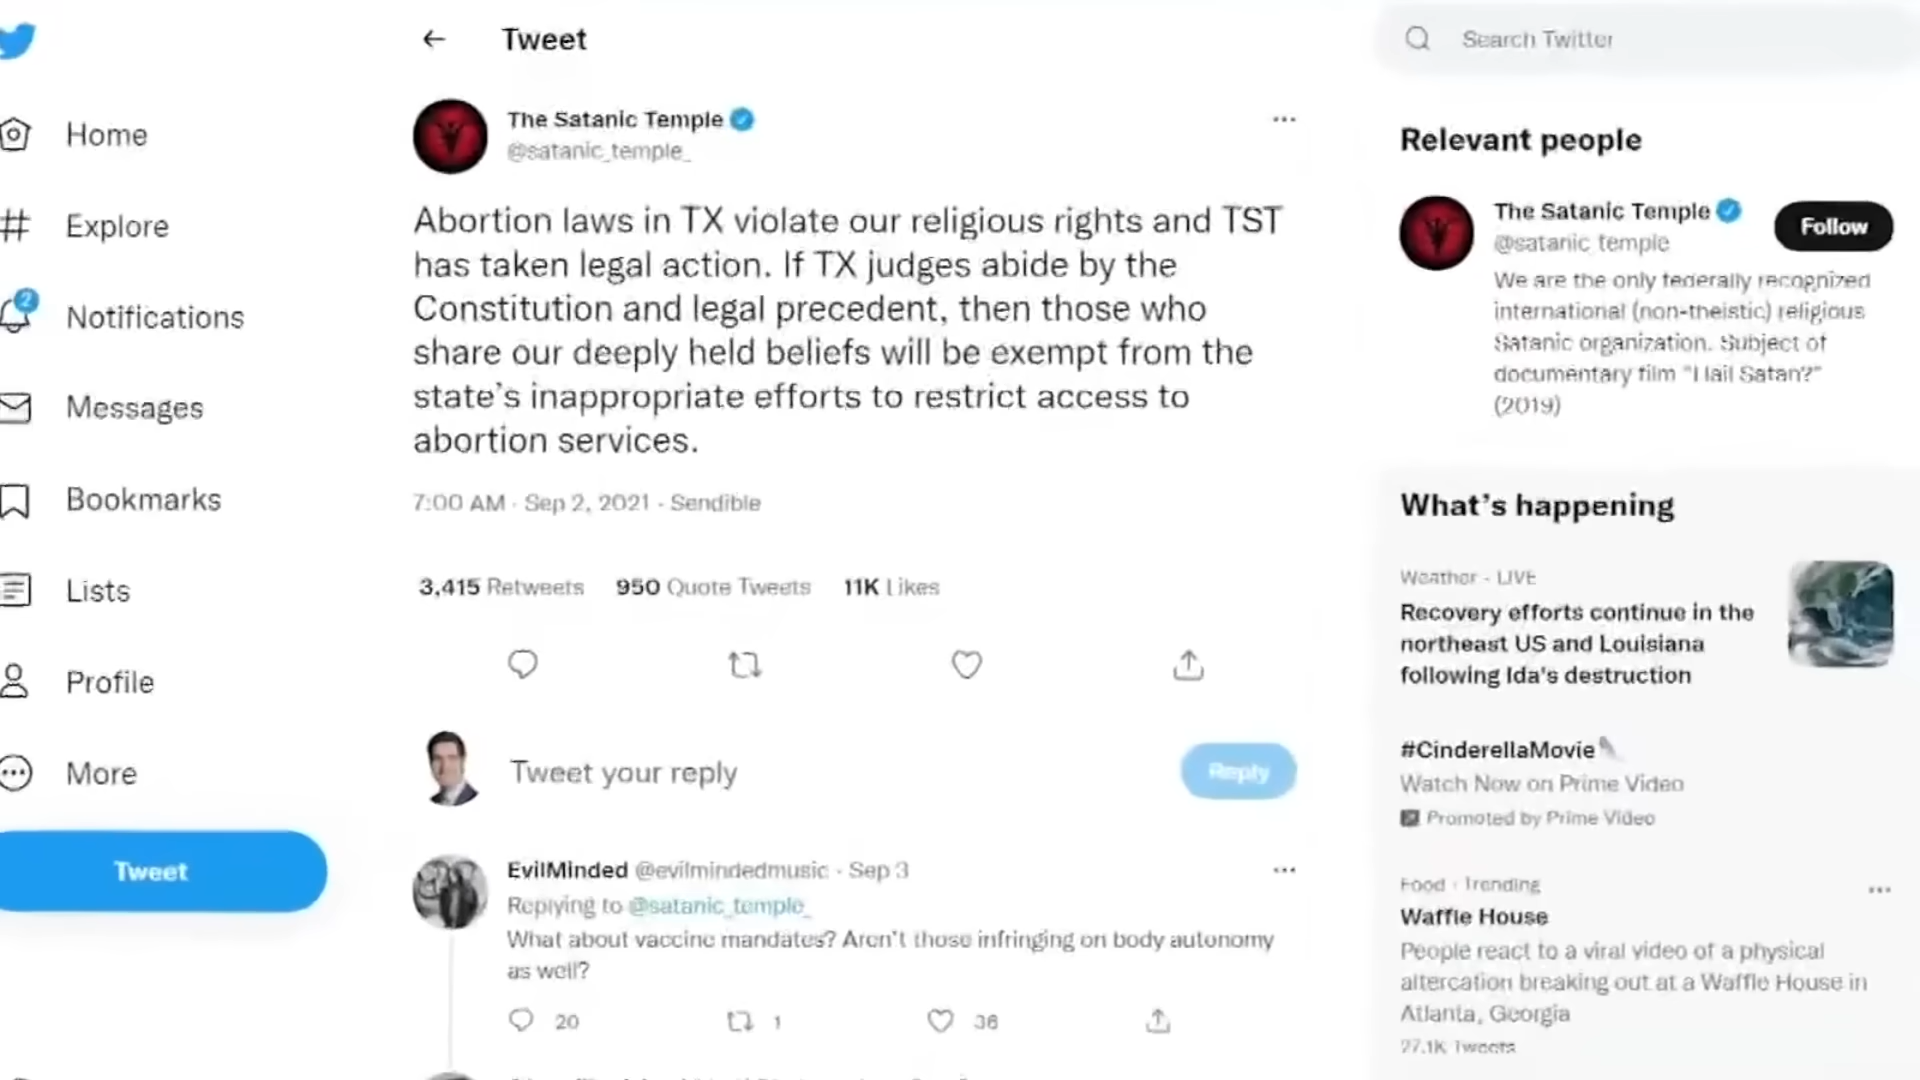 Home
Explore
2
Notifications
Messages
Bookmarks
Lists
Profile
More
Tweet
Tweet
The Satanic Temple
@satanic_temple_
Abortion laws in TX violate our religious rights and TST
has taken legal action. If TX judges abide by the
Constitution and legal precedent, then those who
share our deeply held beliefs will be exempt from the
state's inappropriate efforts to restrict access to
abortion services.
7:00 AM · Sep 2, 2021 · Sendible
3,415 Retweets 950 Quote Tweets 11K Likes
Tweet your reply
Reply
EvilMinded @evilmindedmusic · Sep 3
Replying to @satanic_temple_
What about vaccine mandates? Aren't those infringing on body autonomy
as well?
20 1 36
Search Twitter
Relevant people
The Satanic Temple
@satanic_temple_
Follow
We are the only federally recognized
international (non-theistic) religious
Satanic organization. Subject of
documentary film "Hail Satan?"
(2019)
What's happening
Weather · LIVE
Recovery efforts continue in the
northeast US and Louisiana
following Ida's destruction
#CinderellaMovie
Watch Now on Prime Video
Promoted by Prime Video
Food · Trending
Waffle House
People react to a viral video of a physical
altercation breaking out at a Waffle House in
Atlanta, Georgia
27.1K Tweets